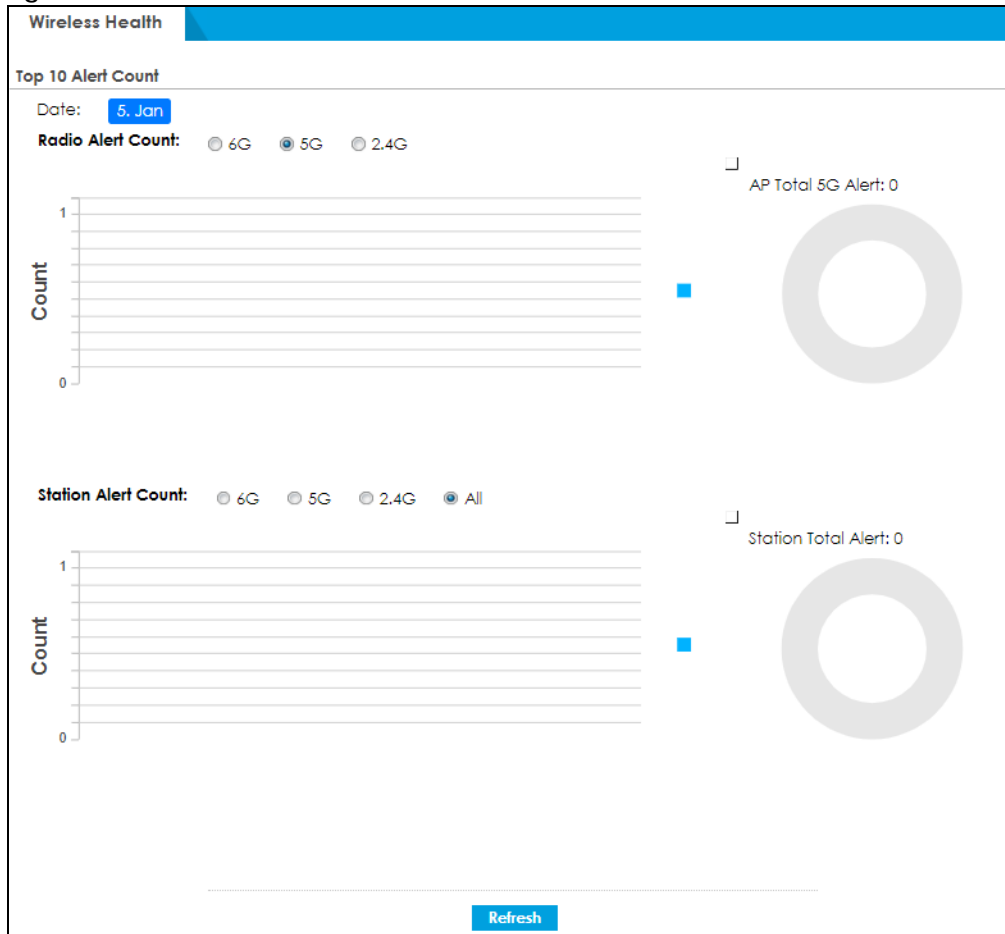 Wireless Health
Top 10 Alert Count
Date: 5. Jan
Radio Alert Count: 6G 5G 2.4G
AP Total 5G Alert: 0
1
Count
0
Station Alert Count: 6G 5G 2.4G All
Station Total Alert: 0
1
Count
0
Refresh